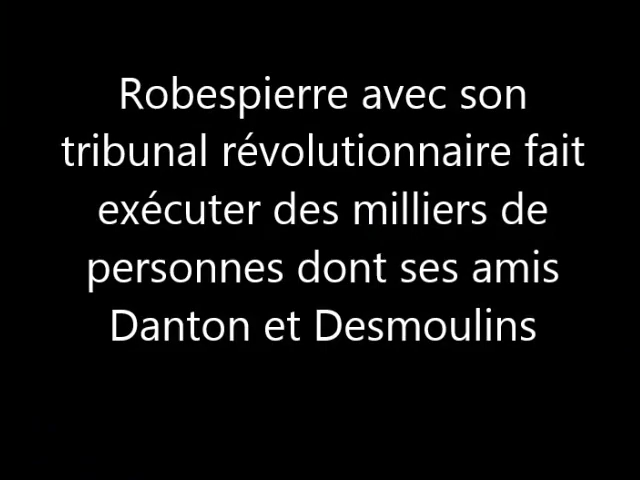 Robespierre avec son
tribunal révolutionnaire fait
exécuter des milliers de
personnes dont ses amis
Danton et Desmoulins